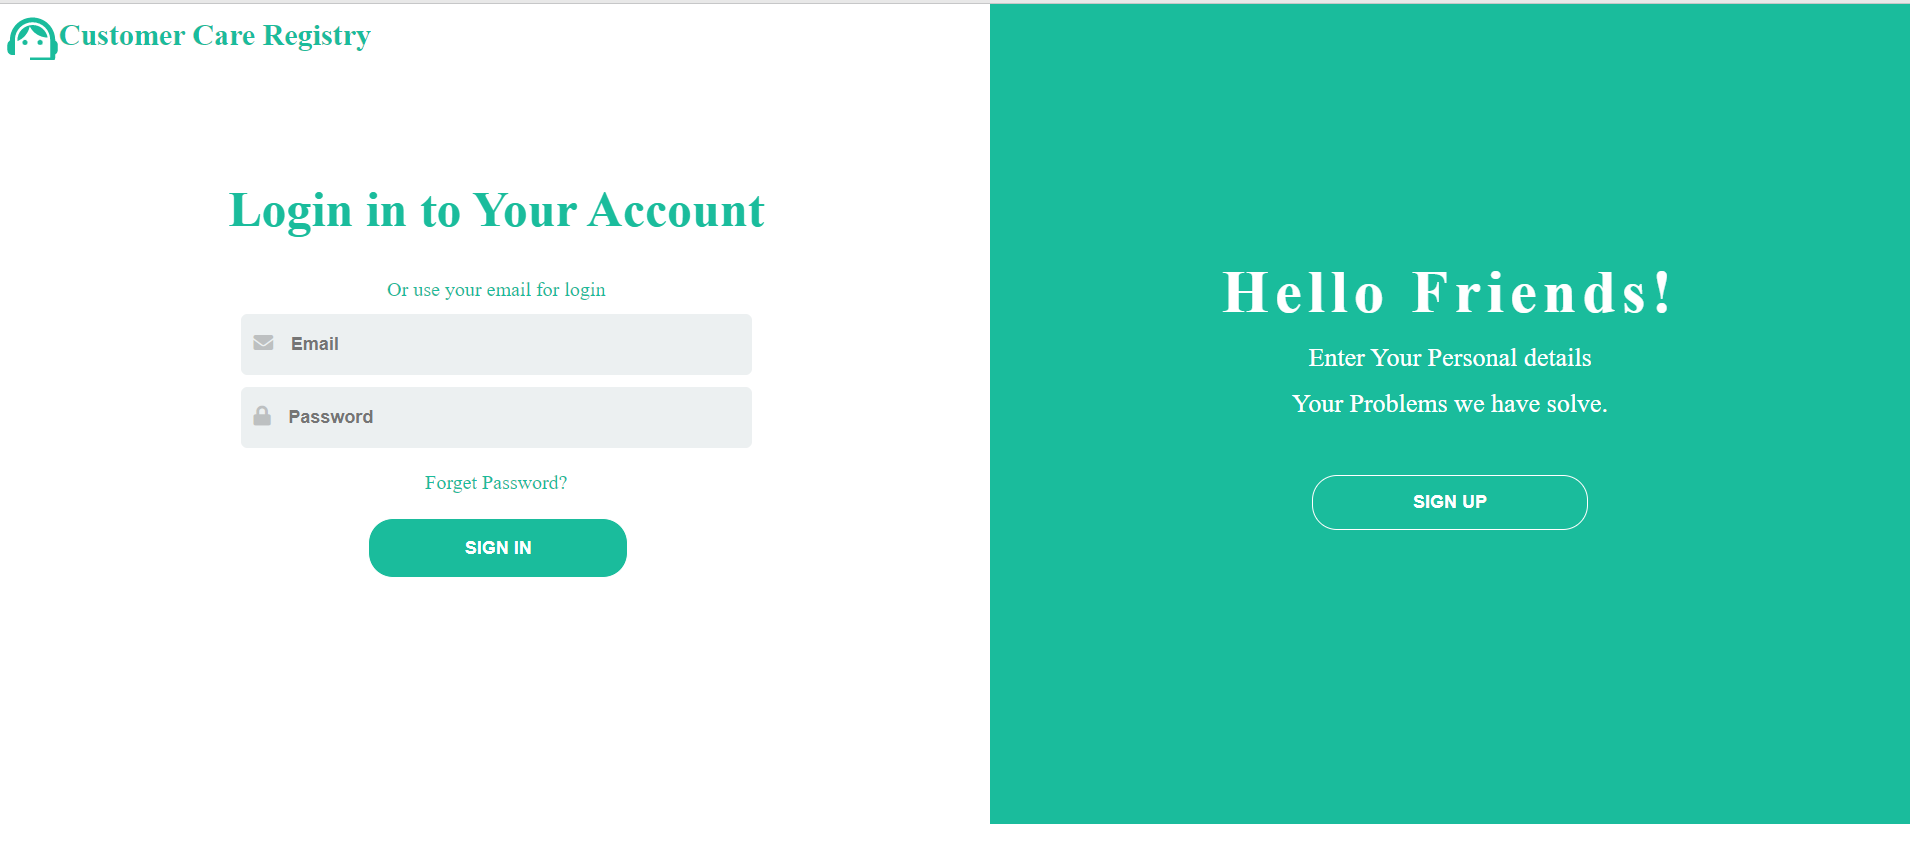 Customer Care Registry
Login in to Your Account
Or use your email for login
Email
Password
Forget Password?
SIGN IN
Hello Friends!
Enter Your Personal details
Your Problems we have solve.
SIGN UP